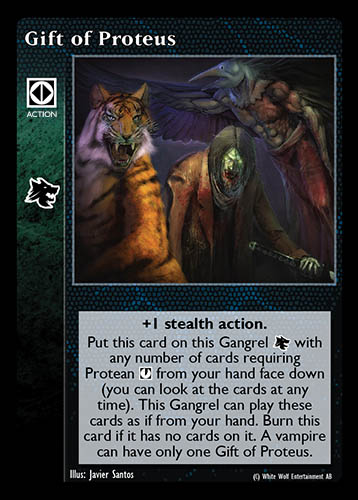 Gift of Proteus
ACTION
+1 stealth action.
Put this card on this Gangrel with
any number of cards requiring
Protean from your hand face down
(you can look at the cards at any
time). This Gangrel can play these
cards as if from your hand. Burn this
card if it has no cards on it. A vampire
can have only one Gift of Proteus.
Illus: Javier Santos (C) White Wolf Entertainment AB